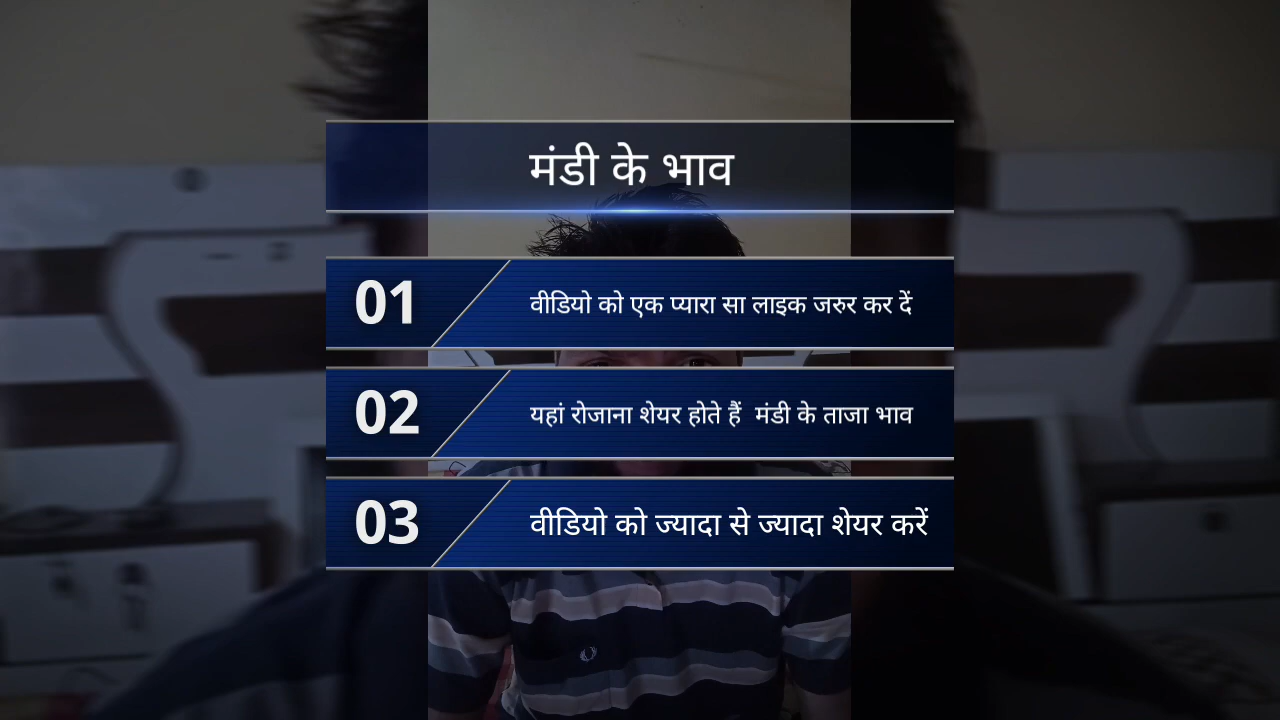 मंडी के भाव
01
वीडियो को एक प्यारा सा लाइक जरुर कर दें
02
यहां रोजाना शेयर होते हैं  मंडी के ताजा भाव
03
वीडियो को ज्यादा से ज्यादा शेयर करें